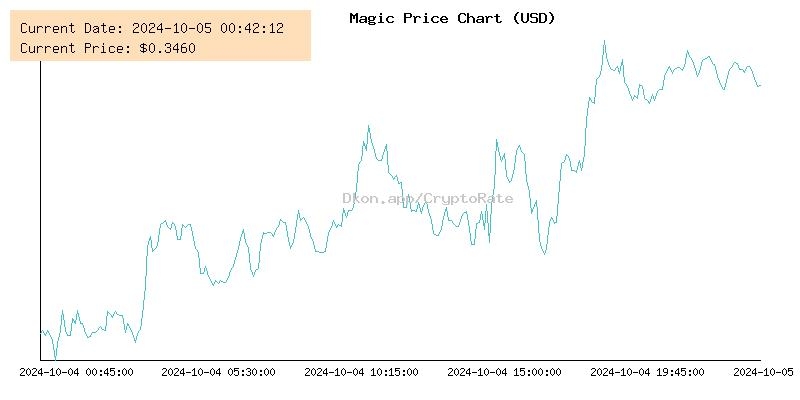 Magic Price Chart (USD)
Current Date: 2024-10-05 00:42:12
Current Price: $0.3460
Dkon.app/CryptoRate
2024-10-04 00:45:00 2024-10-04 05:30:00 2024-10-04 10:15:00 2024-10-04 15:00:00 2024-10-04 19:45:00 2024-10-05